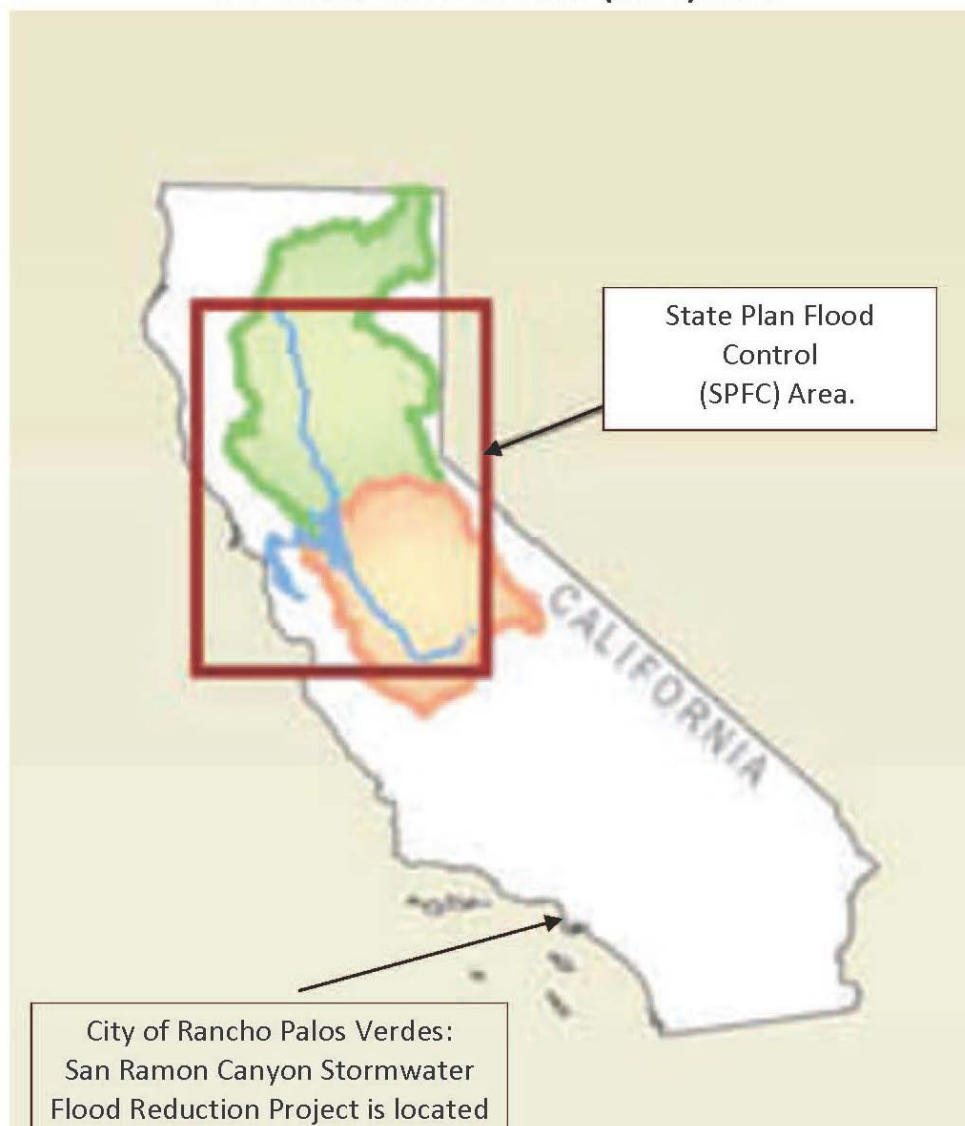 State Plan Flood
Control
(SPFC) Area.
CALIFORNIA
City of Rancho Palos Verdes:
San Ramon Canyon Stormwater
Flood Reduction Project is located